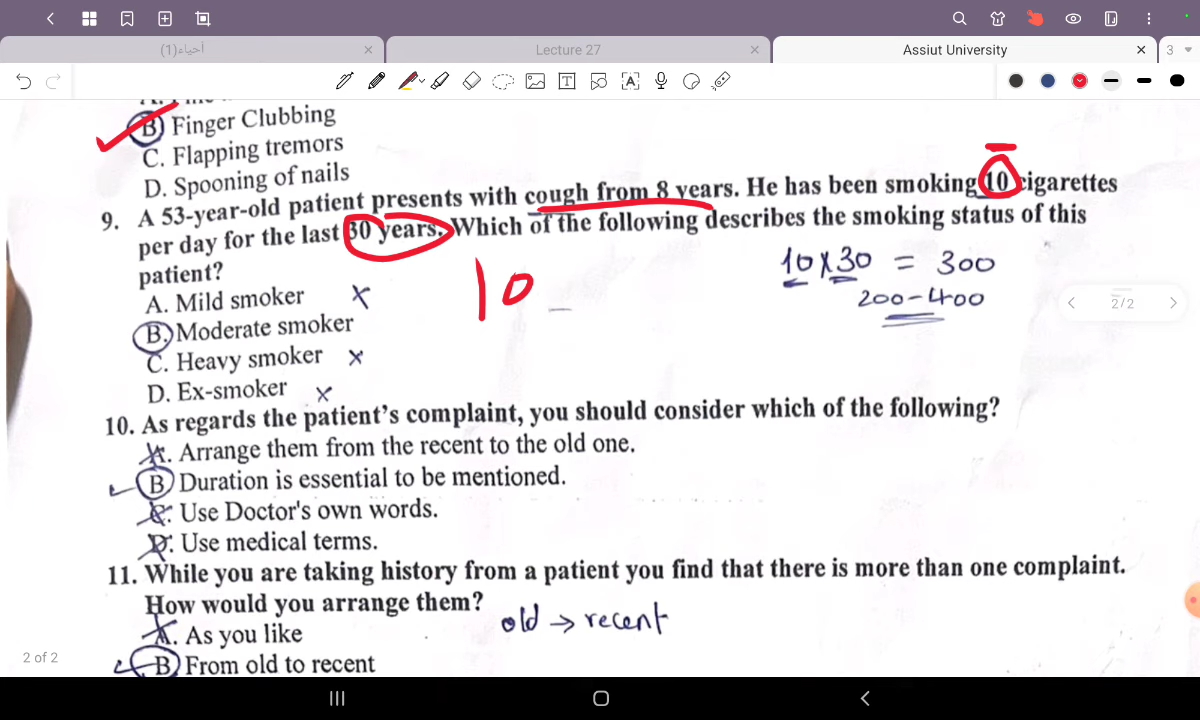 أحياء(1)
Lecture 27
Assiut University
3
B) Finger Clubbing
C. Flapping tremors
D. Spooning of nails
9. A 53-year-old patient presents with cough from 8 years. He has been smoking 10 cigarettes
per day for the last 30 years. Which of the following describes the smoking status of this
patient?
10 x 30 = 300
200-400
A. Mild smoker x
10
B. Moderate smoker
2/2
C. Heavy smoker x
D. Ex-smoker x
10. As regards the patient's complaint, you should consider which of the following?
A. Arrange them from the recent to the old one.
B) Duration is essential to be mentioned.
C. Use Doctor's own words.
D. Use medical terms.
11. While you are taking history from a patient you find that there is more than one complaint.
How would you arrange them?
old → recent
A. As you like
2 of 2
B) From old to recent